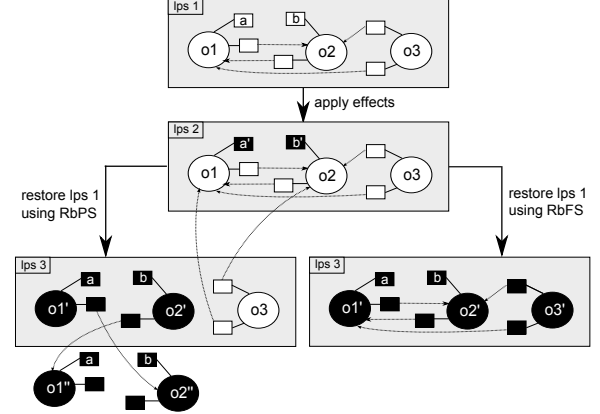 lps 1
a
b
o1
o2
o3
apply effects
lps 2
a'
b'
o1
o2
o3
restore lps 1
using RbPS
restore lps 1
using RbFS
lps 3
a
b
o1'
o2'
o3
a
b
o1"
o2"
lps 3
a
b
o1'
o2'
o3'